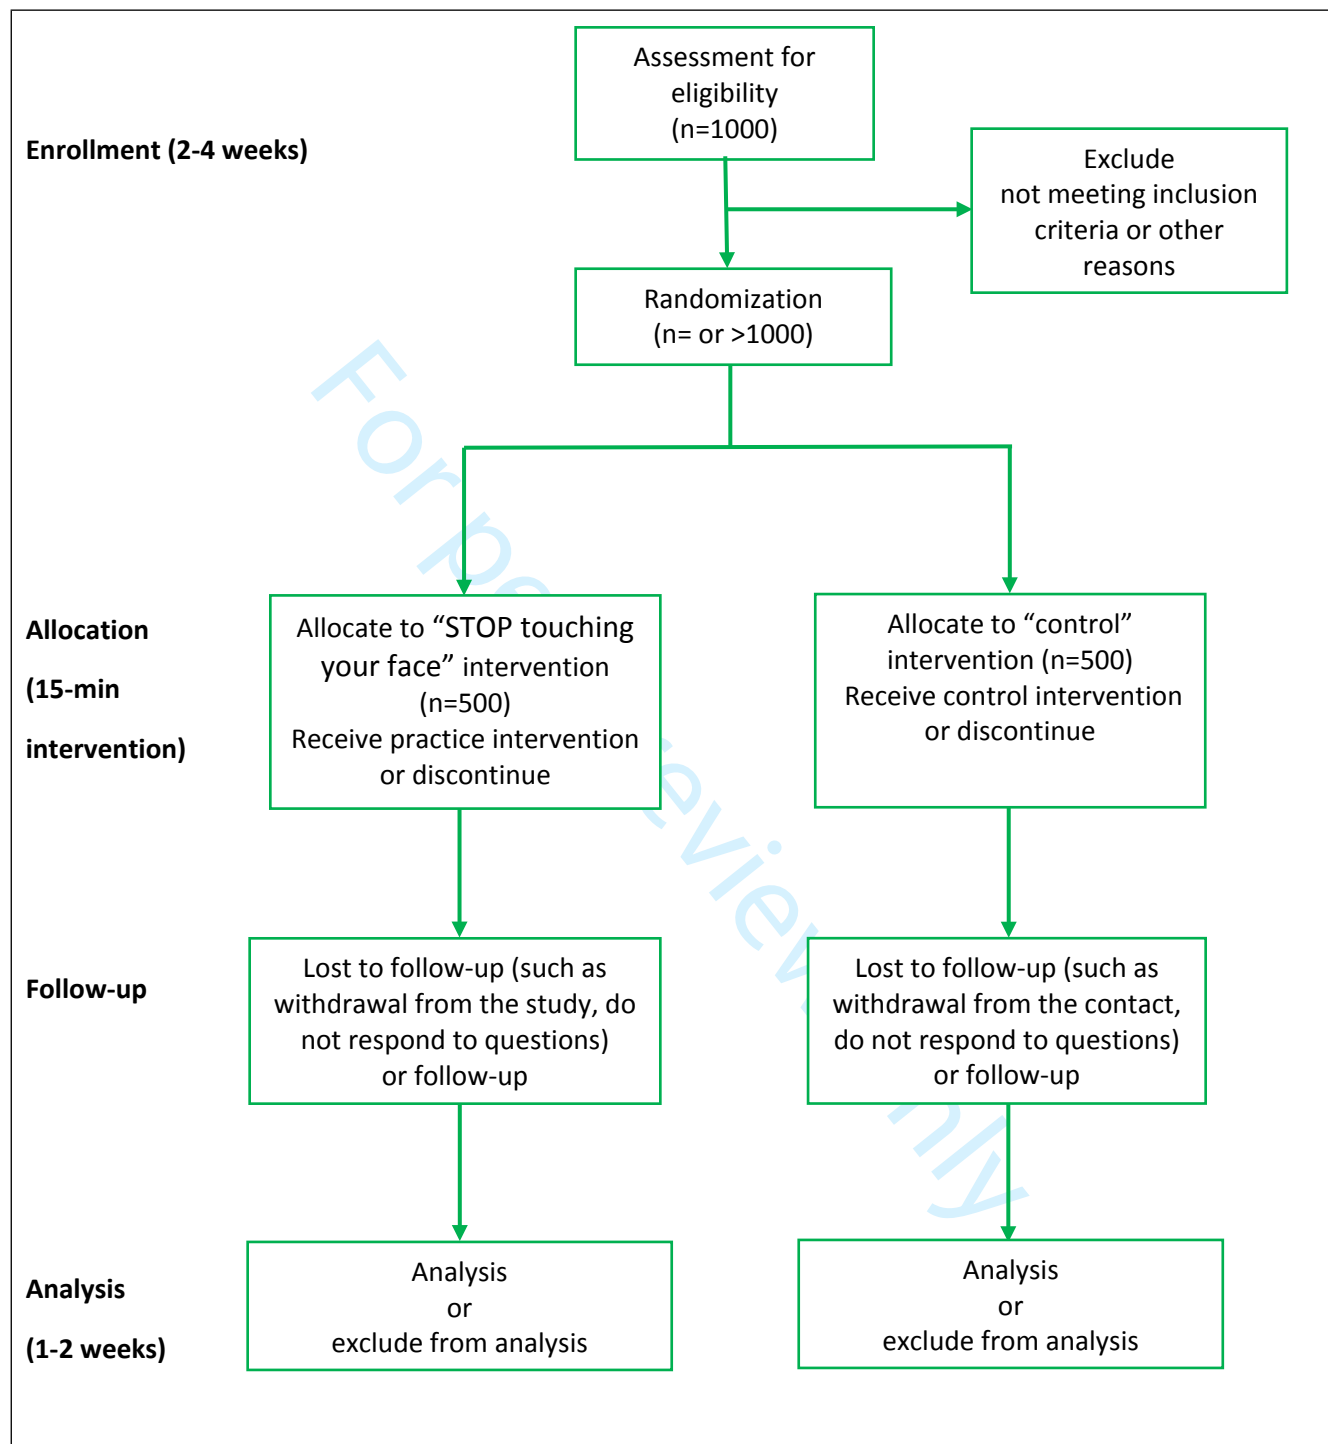 Assessment for
eligibility
(n=1000)
Enrollment (2-4 weeks)
Exclude
not meeting inclusion
criteria or other
reasons
Randomization
(n= or >1000)
Allocation
(15-min
intervention)
Allocate to “STOP touching
your face” intervention
(n=500)
Receive practice intervention
or discontinue
Allocate to “control”
intervention (n=500)
Receive control intervention
or discontinue
Follow-up
Lost to follow-up (such as
withdrawal from the study, do
not respond to questions)
or follow-up
Lost to follow-up (such as
withdrawal from the contact,
do not respond to questions)
or follow-up
Analysis
(1-2 weeks)
Analysis
or
exclude from analysis
Analysis
or
exclude from analysis
For peer review only